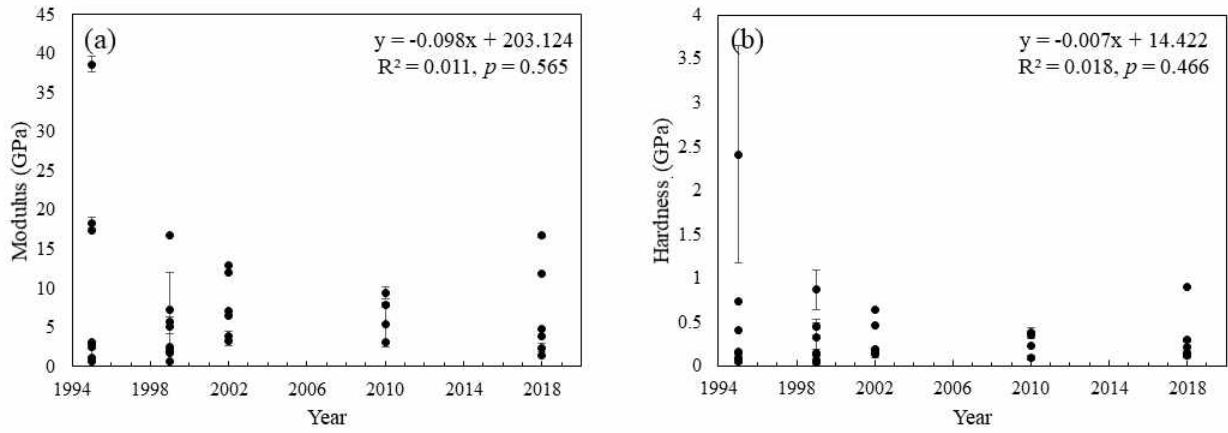 (a)
y = -0.098x + 203.124
R² = 0.011, p = 0.565
Modulus (GPa)
45
40
35
30
25
20
15
10
5
0
1994 1998 2002 2006 2010 2014 2018
Year
(b)
y = -0.007x + 14.422
R² = 0.018, p = 0.466
Hardness (GPa)
4
3.5
3
2.5
2
1.5
1
0.5
0
1994 1998 2002 2006 2010 2014 2018
Year